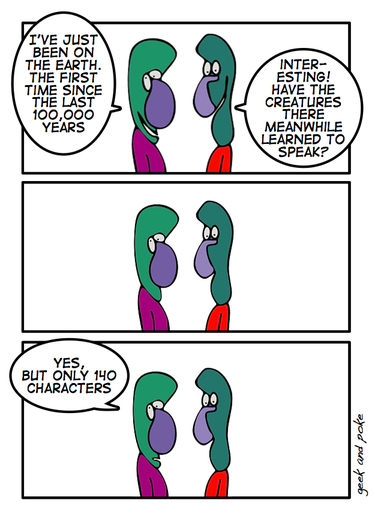 I'VE JUST
BEEN ON
THE EARTH.
THE FIRST
TIME SINCE
THE LAST
100,000
YEARS
INTER-
ESTING!
HAVE THE
CREATURES
THERE
MEANWHILE
LEARNED TO
SPEAK?
YES,
BUT ONLY 140
CHARACTERS
geek and poke